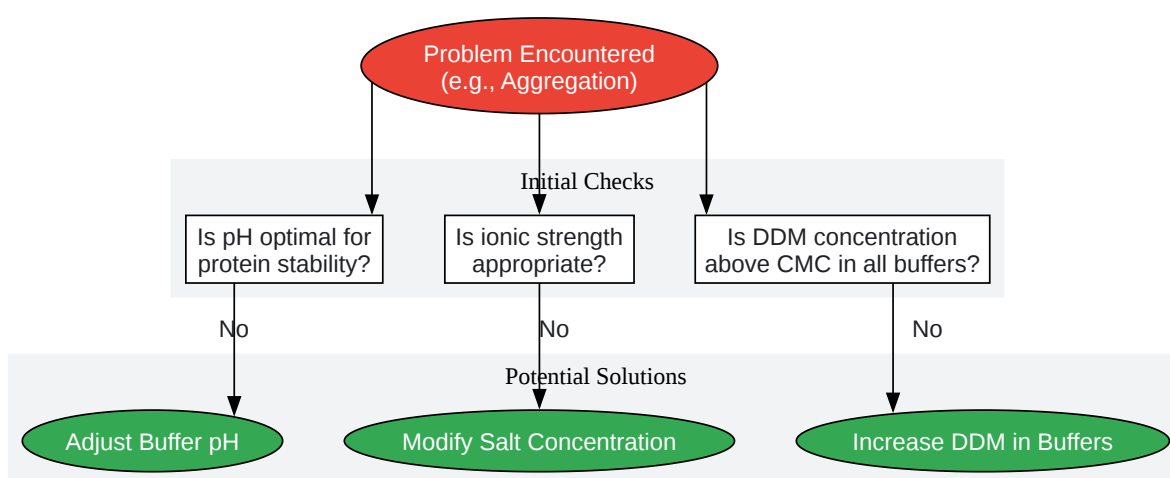 Problem Encountered
(e.g., Aggregation)
Initial Checks
Is pH optimal for
protein stability?
Is ionic strength
appropriate?
Is DDM concentration
above CMC in all buffers?
No
No
No
Potential Solutions
Adjust Buffer pH
Modify Salt Concentration
Increase DDM in Buffers